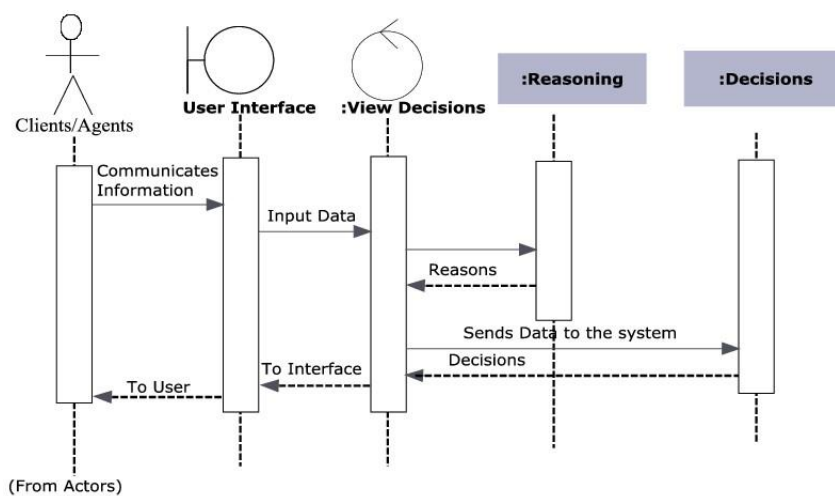 :Reasoning
:Decisions
User Interface
:View Decisions
Clients/Agents
Communicates
Information
Input Data
Reasons
Sends Data to the system
Decisions
To Interface
To User
(From Actors)